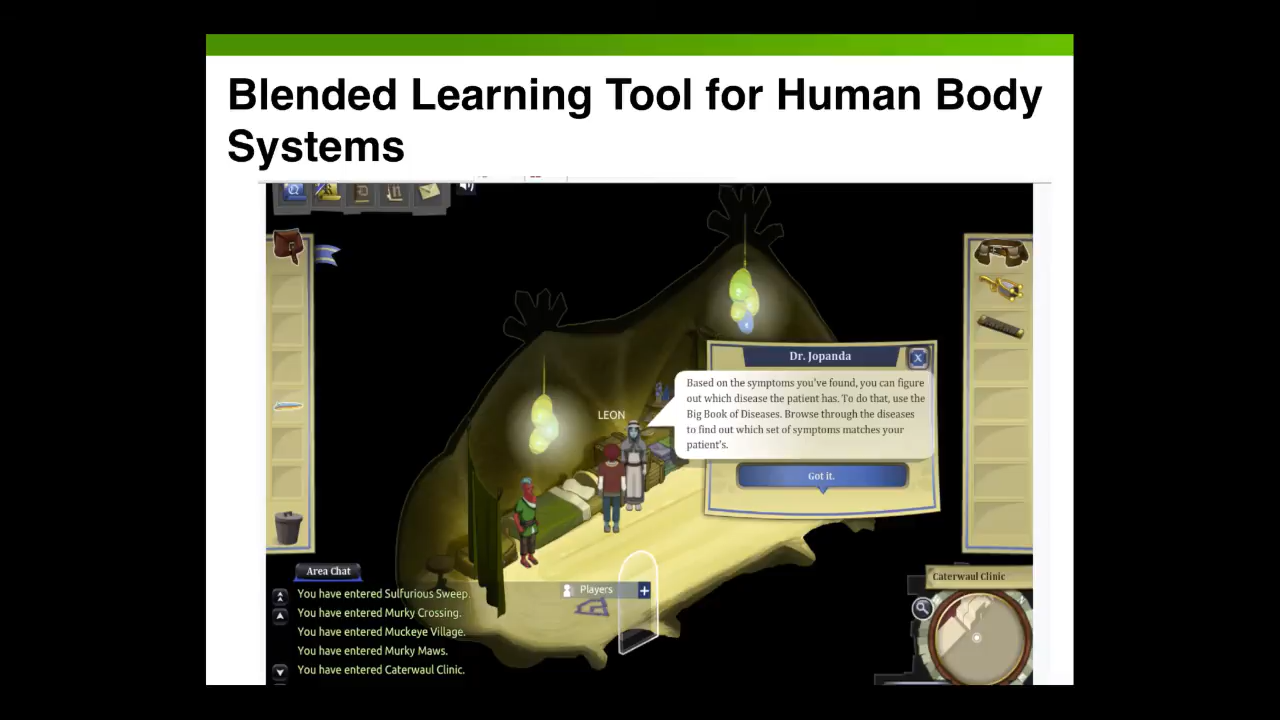 Blended Learning Tool for Human Body
Systems
Dr. Jopanda
X
Based on the symptoms you've found, you can figure
out which disease the patient has. To do that, use the
Big Book of Diseases. Browse through the diseases
to find out which set of symptoms matches your
patient's.
Got it.
LEON
Players
Area Chat
You have entered Sulfurious Sweep.
You have entered Murky Crossing.
You have entered Muckeye Village.
You have entered Murky Maws.
You have entered Caterwaul Clinic.
Caterwaul Clinic